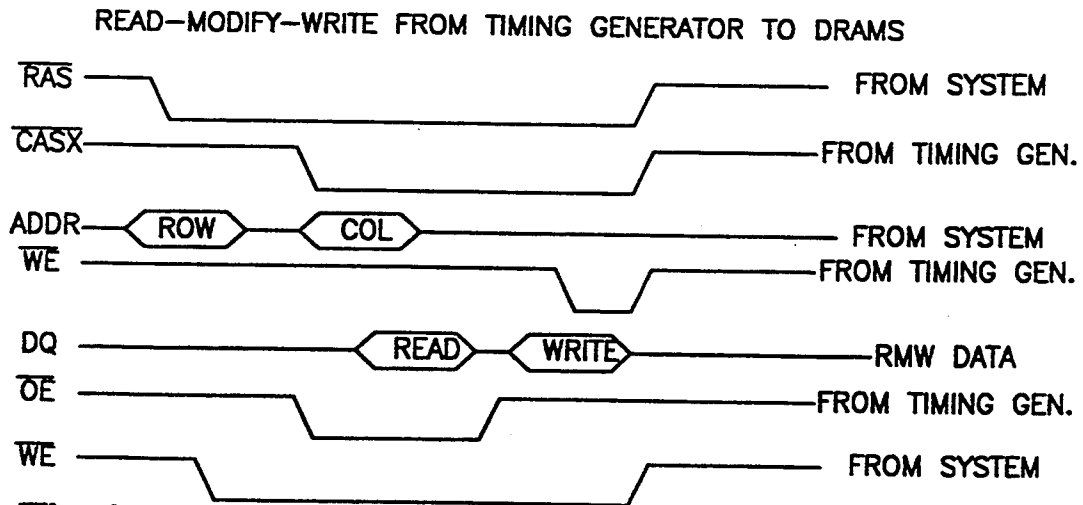 READ-MODIFY-WRITE FROM TIMING GENERATOR TO DRAMS
RAS FROM SYSTEM
CASX FROM TIMING GEN.
ADDR ROW COL FROM SYSTEM
WE FROM TIMING GEN.
DQ READ WRITE RMW DATA
OE FROM TIMING GEN.
WE FROM SYSTEM